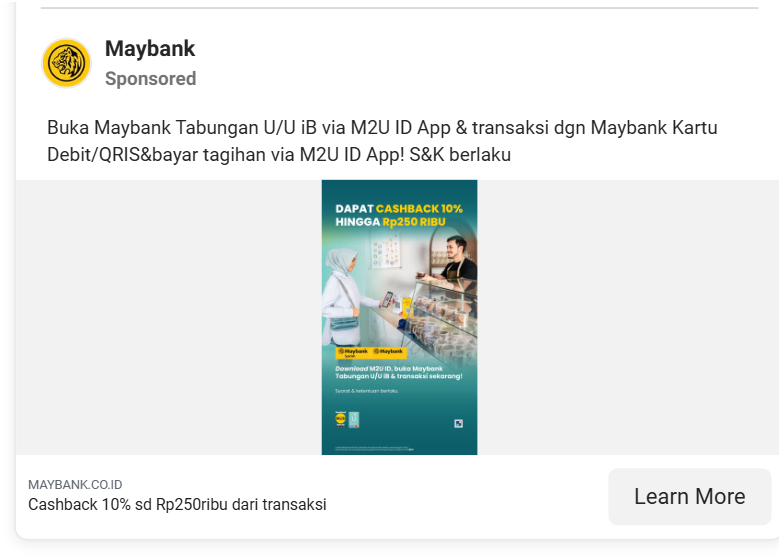 Maybank
Sponsored
Buka Maybank Tabungan U/U iB via M2U ID App & transaksi dgn Maybank Kartu
Debit/QRIS&bayar tagihan via M2U ID App! S&K berlaku
DAPAT CASHBACK 10%
HINGGA Rp250 RIBU
Maybank Maybank
Download M2U ID, buka Maybank
Tabungan U/U iB & transaksi sekarang!
Syarat & ketentuan berlaku.
MAYBANK.CO.ID
Cashback 10% sd Rp250ribu dari transaksi
Learn More